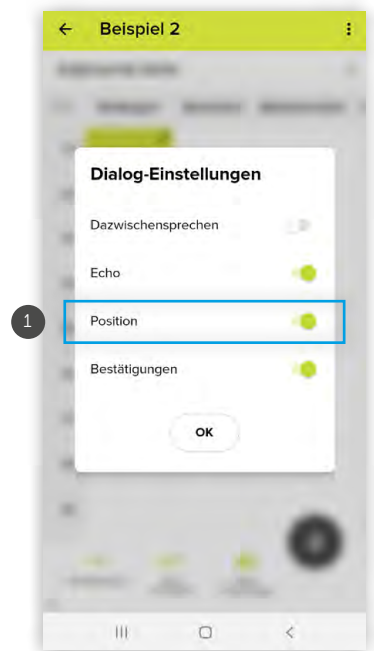 Beispiel 2
Dialog-Einstellungen
Dazwischensprechen
Echo
1
Position
Bestätigungen
OK